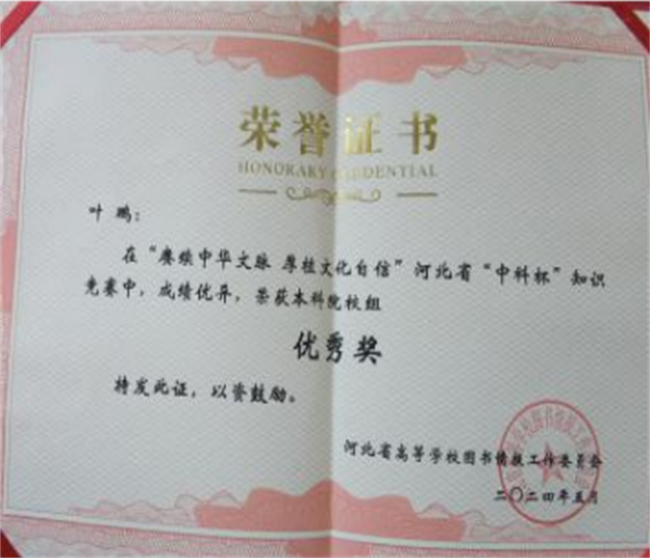 荣誉证书
HONORARY CREDENTIAL
叶鹏：
在“赓续中华文脉 厚植文化自信”河北省“中科杯”知识
竞赛中，成绩优异，荣获本科院校组
优秀奖
特发此证，以资鼓励。
河北省高等学校图书情报工作委员会
二〇二四年五月